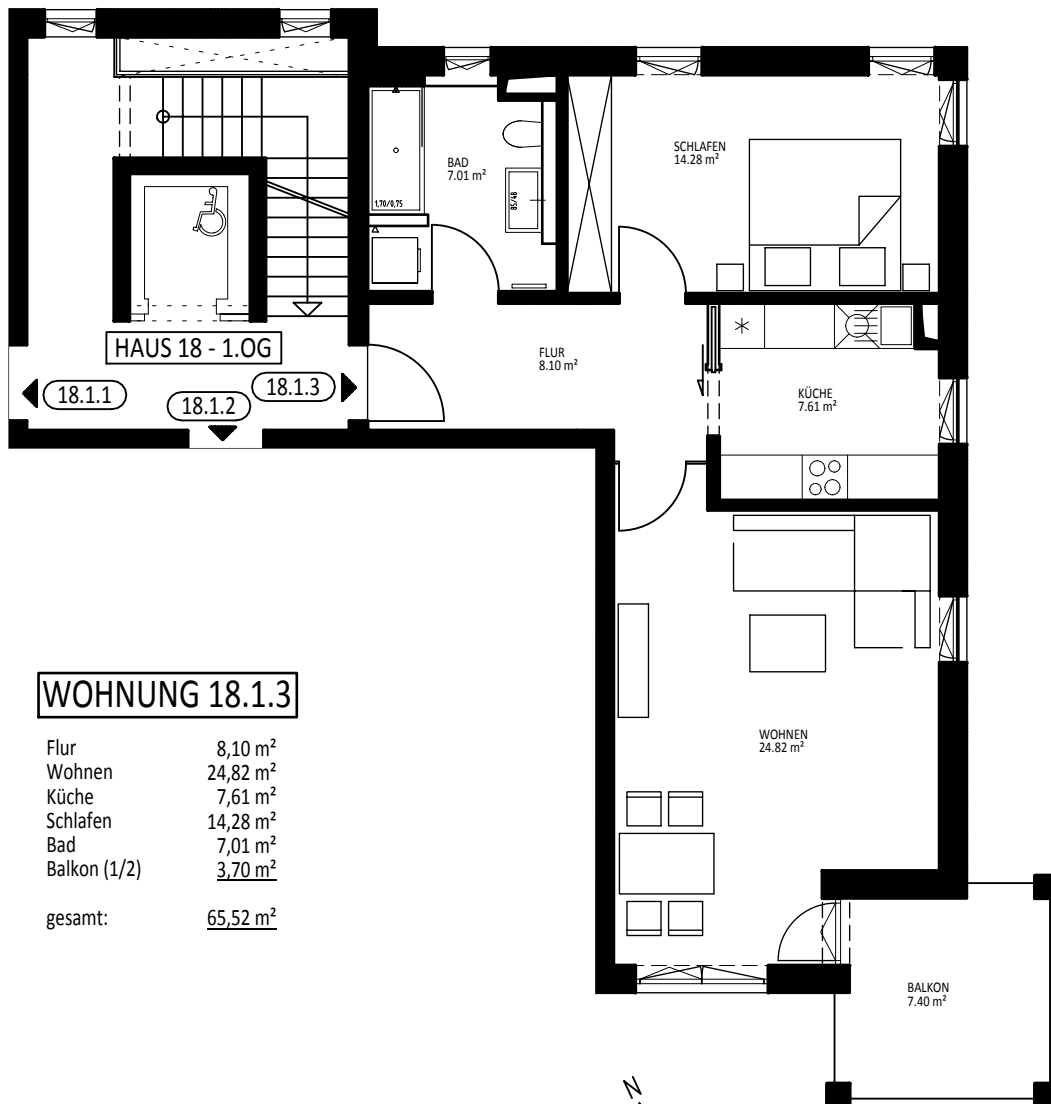 SCHLAFEN
14.28 m²
BAD
7.01 m²
1,70/0,75
85/48
HAUS 18 - 1.OG
FLUR
8.10 m²
18.1.1
18.1.2
18.1.3
KÜCHE
7.61 m²
WOHNUNG 18.1.3
Flur 8,10 m²
Wohnen 24,82 m²
Küche 7,61 m²
Schlafen 14,28 m²
Bad 7,01 m²
Balkon (1/2) 3,70 m²
gesamt: 65,52 m²
WOHNEN
24.82 m²
BALKON
7.40 m²
N